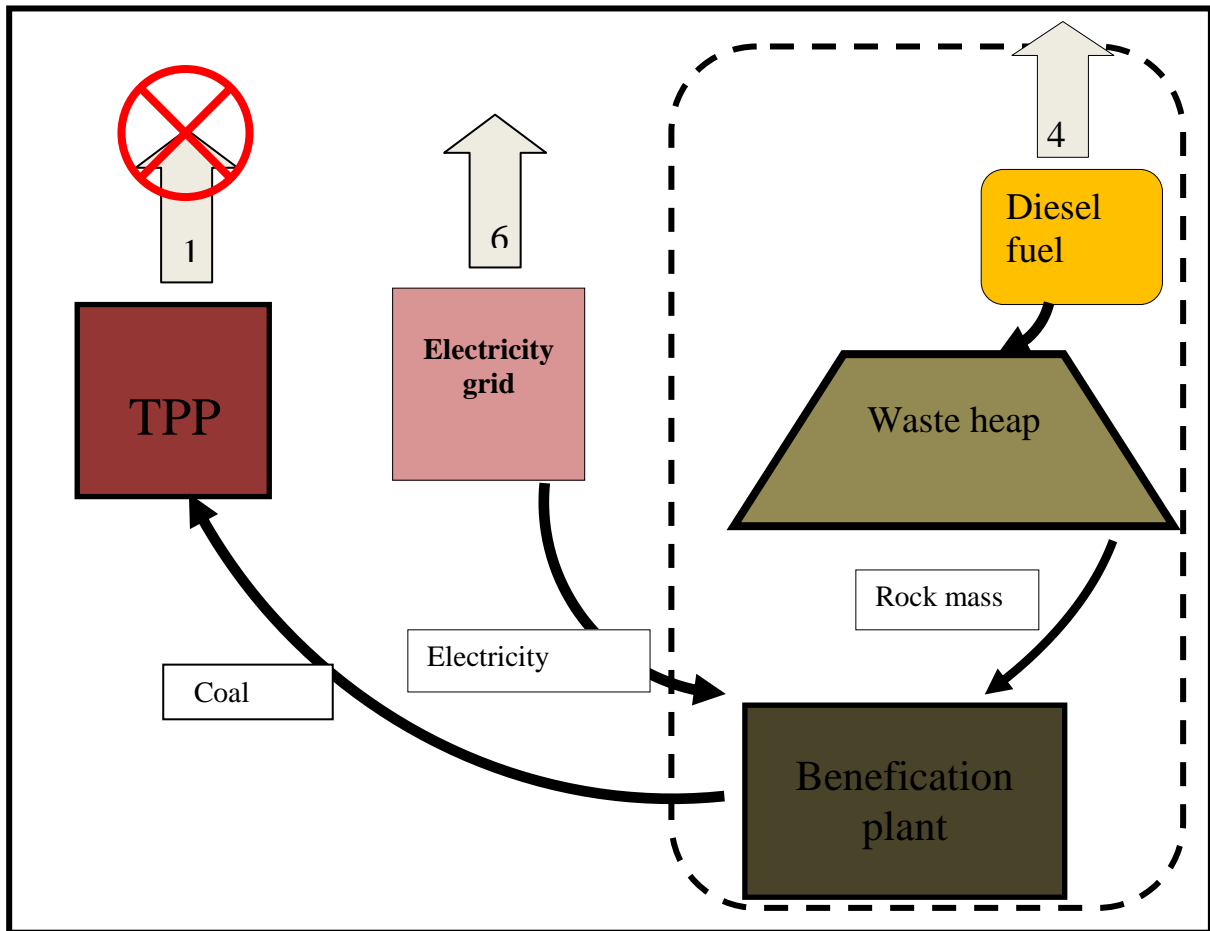 4
1
6
Diesel
fuel
Electricity
grid
TPP
Waste heap
Rock mass
Electricity
Coal
Benefication
plant